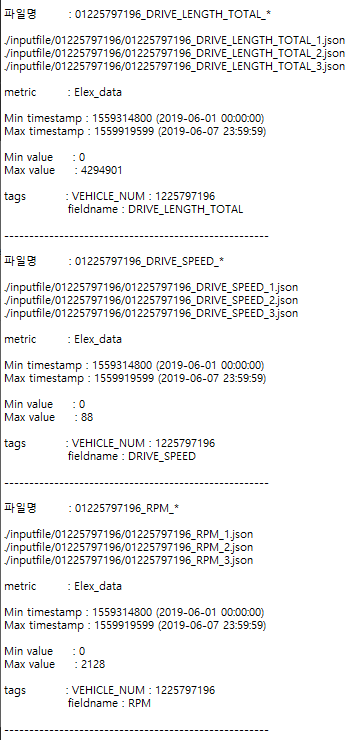 파일명 : 01225797196_DRIVE_LENGTH_TOTAL_*
./inputfile/01225797196/01225797196_DRIVE_LENGTH_TOTAL_1.json
./inputfile/01225797196/01225797196_DRIVE_LENGTH_TOTAL_2.json
./inputfile/01225797196/01225797196_DRIVE_LENGTH_TOTAL_3.json
metric : Elex_data
Min timestamp : 1559314800 (2019-06-01 00:00:00)
Max timestamp : 1559919599 (2019-06-07 23:59:59)
Min value : 0
Max value : 4294901
tags : VEHICLE_NUM : 1225797196
fieldname : DRIVE_LENGTH_TOTAL
-----------------------------------------------------
파일명 : 01225797196_DRIVE_SPEED_*
./inputfile/01225797196/01225797196_DRIVE_SPEED_1.json
./inputfile/01225797196/01225797196_DRIVE_SPEED_2.json
./inputfile/01225797196/01225797196_DRIVE_SPEED_3.json
metric : Elex_data
Min timestamp : 1559314800 (2019-06-01 00:00:00)
Max timestamp : 1559919599 (2019-06-07 23:59:59)
Min value : 0
Max value : 88
tags : VEHICLE_NUM : 1225797196
fieldname : DRIVE_SPEED
-----------------------------------------------------
파일명 : 01225797196_RPM_*
./inputfile/01225797196/01225797196_RPM_1.json
./inputfile/01225797196/01225797196_RPM_2.json
./inputfile/01225797196/01225797196_RPM_3.json
metric : Elex_data
Min timestamp : 1559314800 (2019-06-01 00:00:00)
Max timestamp : 1559919599 (2019-06-07 23:59:59)
Min value : 0
Max value : 2128
tags : VEHICLE_NUM : 1225797196
fieldname : RPM
-----------------------------------------------------